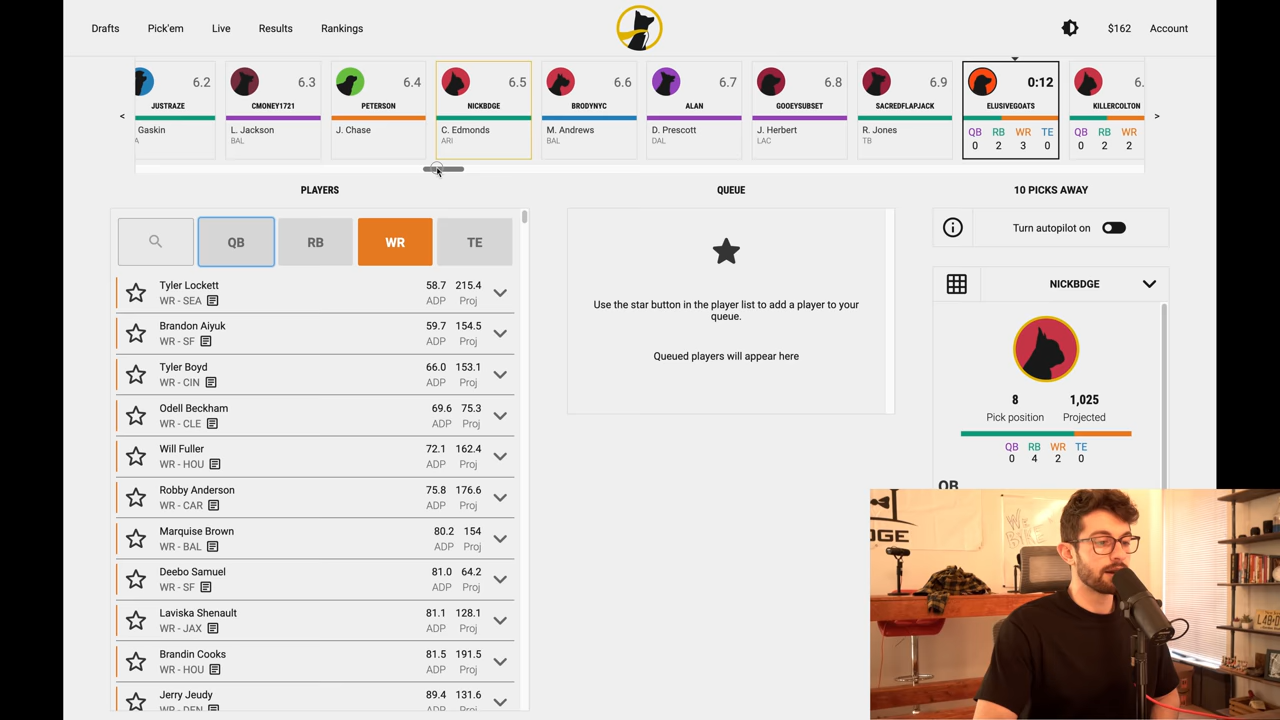 Drafts Pick'em Live Results Rankings $162 Account
6.2 6.3 6.4 6.5 6.6 6.7 6.8 6.9 0:12 6.
JUSTRAZE CMONEY1721 PETERSON NICKBDGE BRODYNYC ALAN GOOEYSUBSET SACREDFLAPJACK ELUSIVEGOATS KILLERCOLTON
< Gaskin L. Jackson J. Chase C. Edmonds M. Andrews D. Prescott J. Herbert R. Jones QB RB WR TE QB RB WR >
A BAL ARI BAL DAL LAC TB 0 2 3 0 0 2 2
PLAYERS QUEUE 10 PICKS AWAY
Turn autopilot on
QB RB WR TE
Tyler Lockett 58.7 215.4
WR - SEA ADP Proj
Brandon Aiyuk 59.7 154.5
WR - SF ADP Proj
Tyler Boyd 66.0 153.1
WR - CIN ADP Proj
Odell Beckham 69.6 75.3
WR - CLE ADP Proj
Will Fuller 72.1 162.4
WR - HOU ADP Proj
Robby Anderson 75.8 176.6
WR - CAR ADP Proj
Marquise Brown 80.2 154
WR - BAL ADP Proj
Deebo Samuel 81.0 64.2
WR - SF ADP Proj
Laviska Shenault 81.1 128.1
WR - JAX ADP Proj
Brandin Cooks 81.5 191.5
WR - HOU ADP Proj
Jerry Jeudy 89.4 131.6
WR - DEN ADP Proj
Use the star button in the player list to add a player to your
queue.
Queued players will appear here
NICKBDGE
8 1,025
Pick position Projected
QB RB WR TE
0 4 2 0
QB